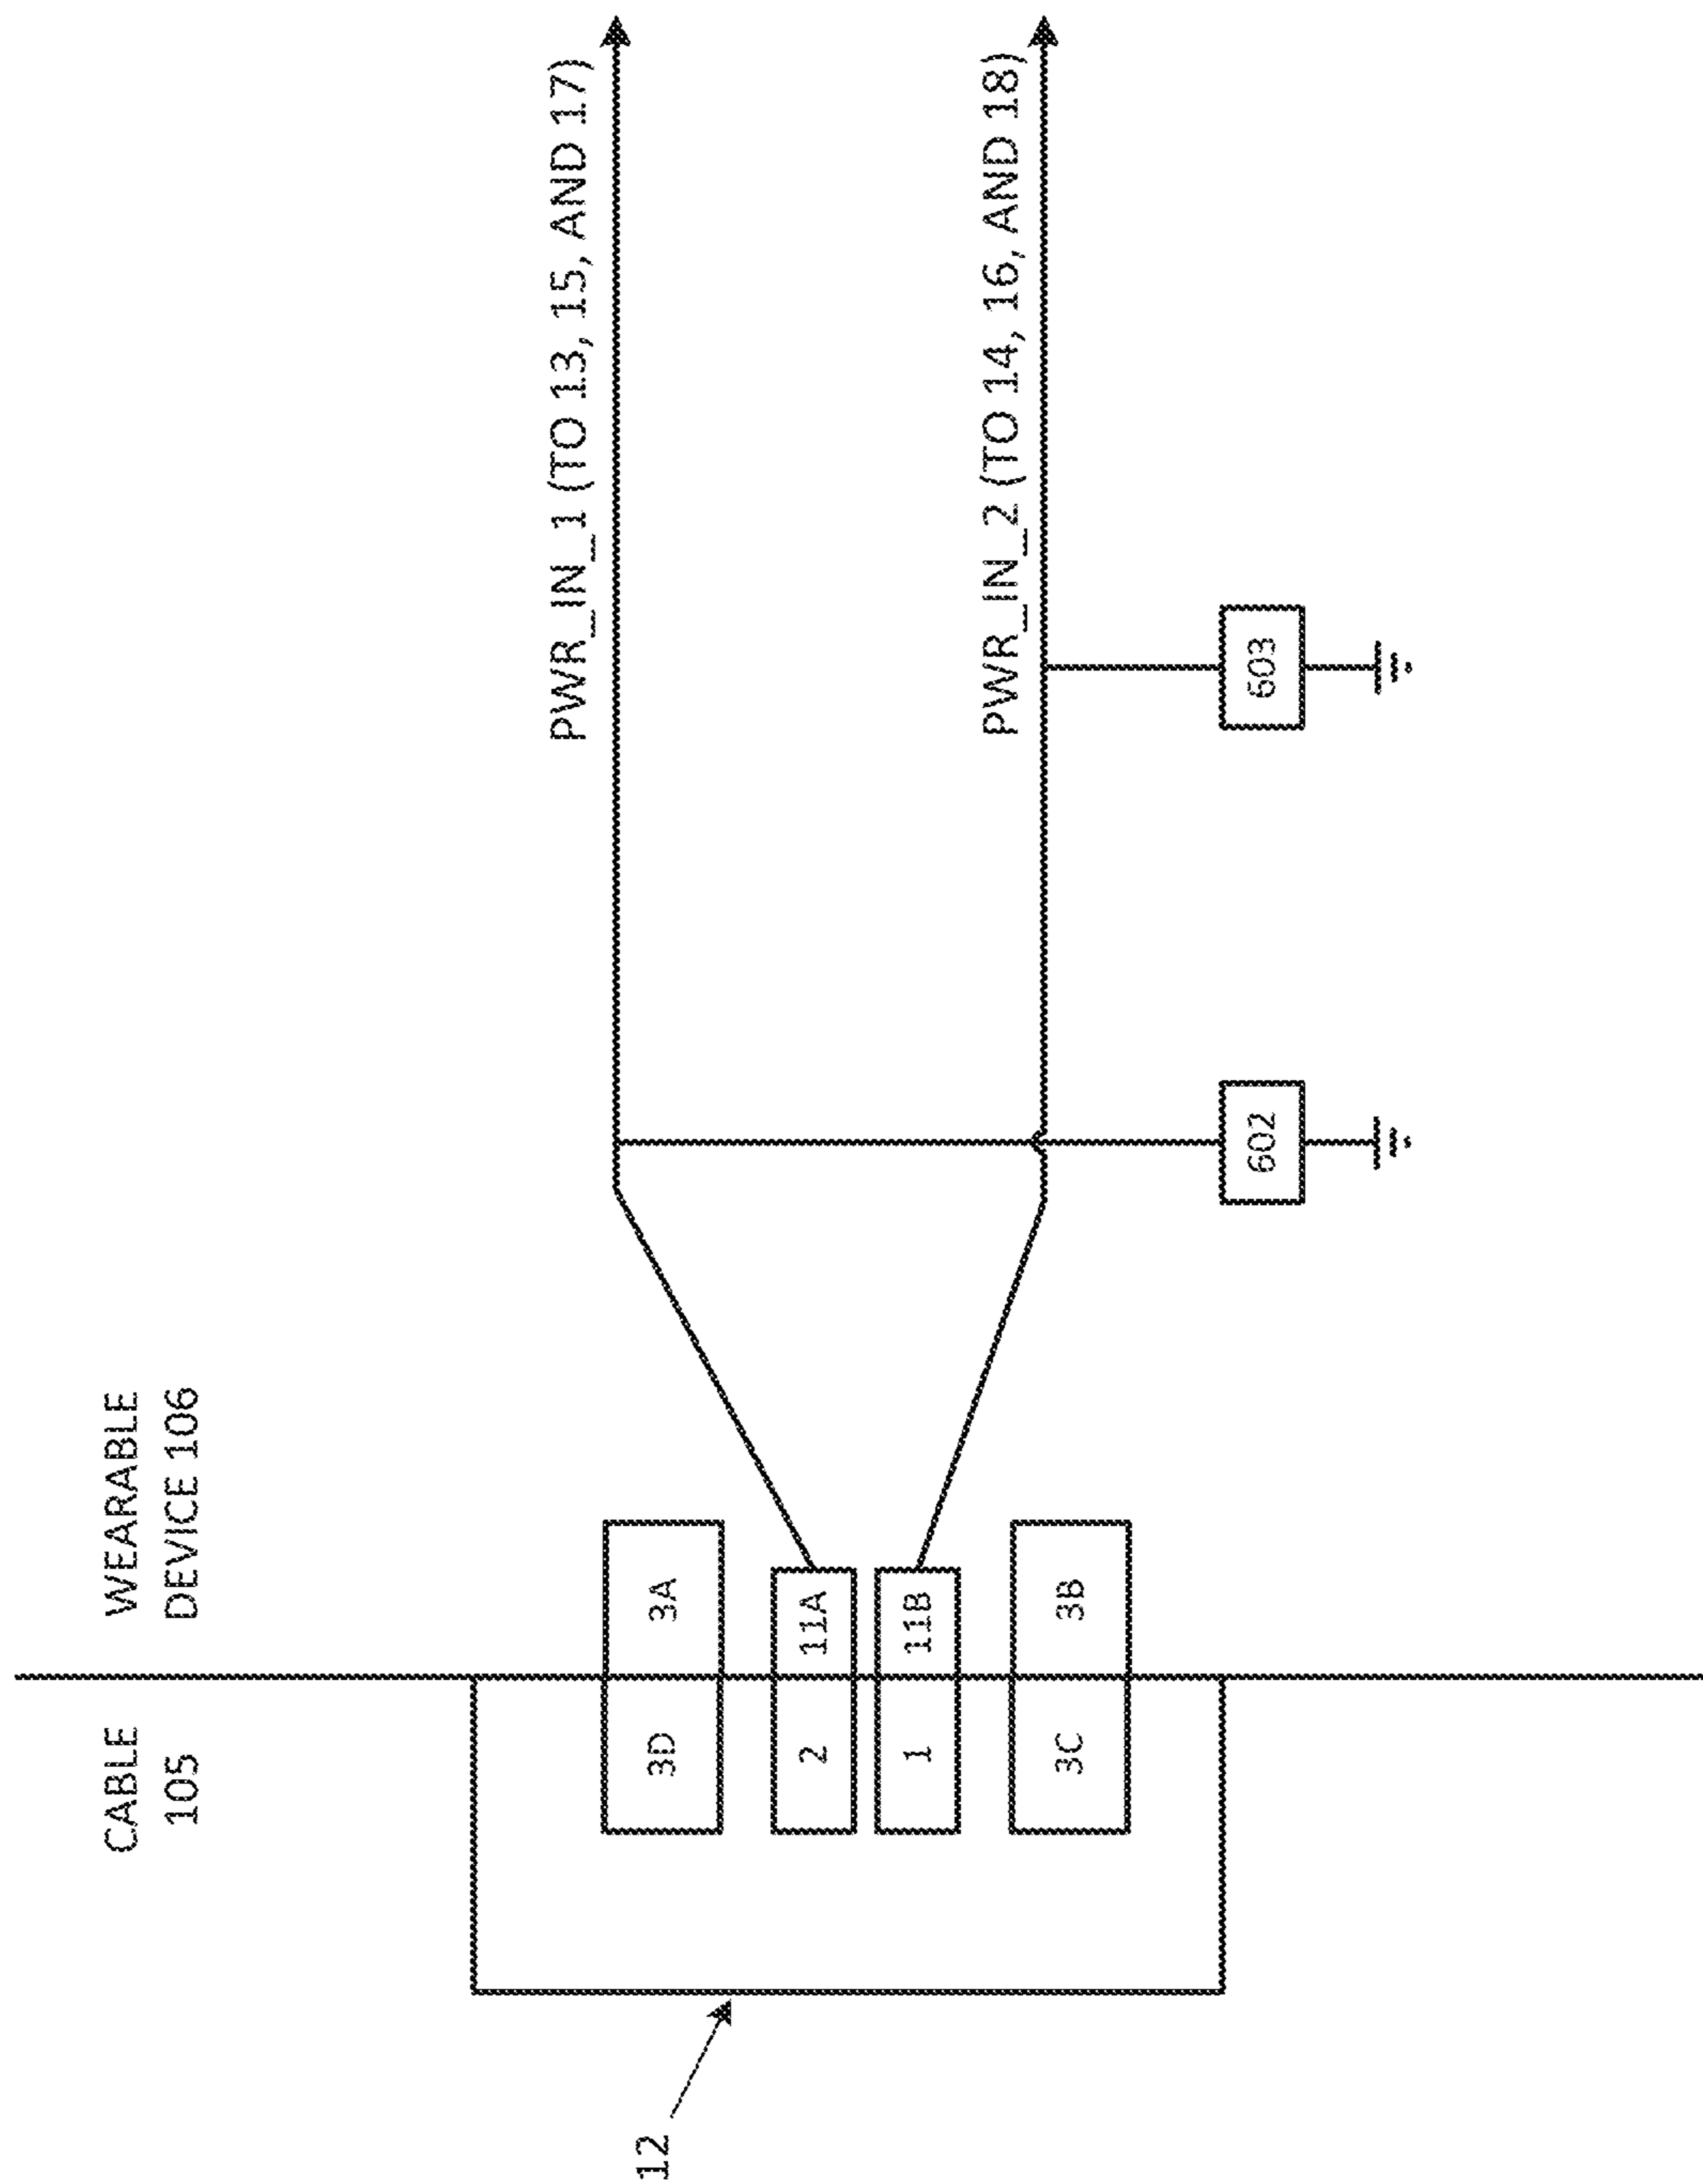 CABLE
105
WEARABLE
DEVICE 106
PWR_IN_1 (TO 13, 15, AND 17)
3D
3A
2
11A
1
11B
PWR_IN_2 (TO 14, 16, AND 18)
3C
3B
602
603
12